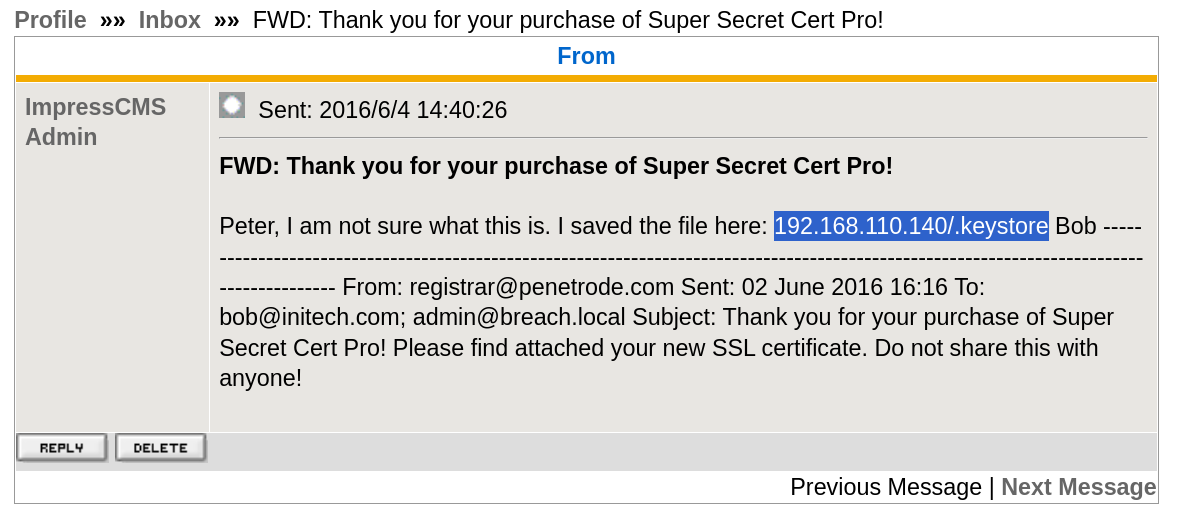 Profile »» Inbox »» FWD: Thank you for your purchase of Super Secret Cert Pro!
From
ImpressCMS
Admin
Sent: 2016/6/4 14:40:26
FWD: Thank you for your purchase of Super Secret Cert Pro!
Peter, I am not sure what this is. I saved the file here: 192.168.110.140/.keystore Bob -----
-----------------------------------------------------------------------------------------------------------------------
--------------- From: registrar@penetrode.com Sent: 02 June 2016 16:16 To:
bob@initech.com; admin@breach.local Subject: Thank you for your purchase of Super
Secret Cert Pro! Please find attached your new SSL certificate. Do not share this with
anyone!
REPLY DELETE
Previous Message | Next Message